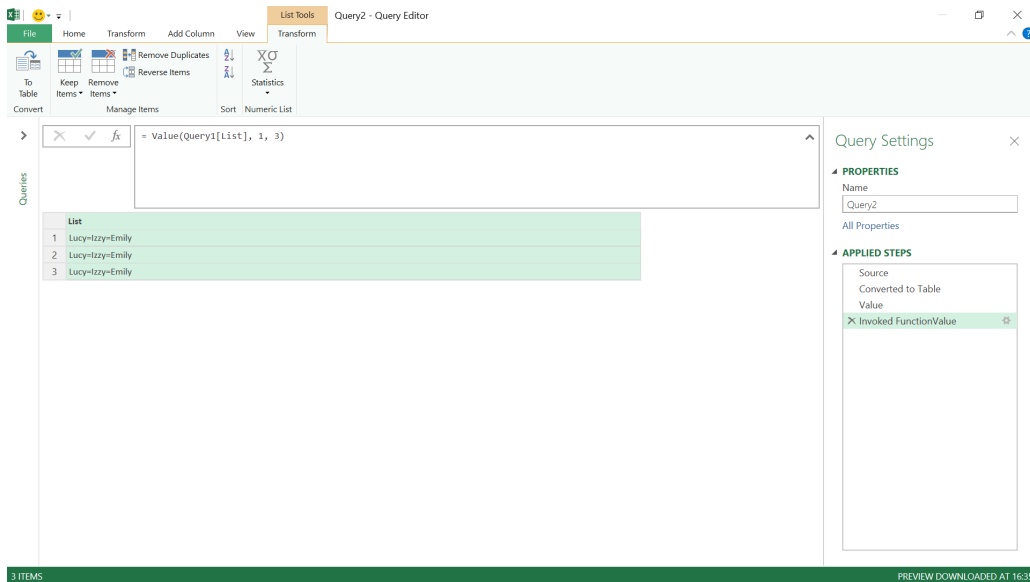 List Tools
Query2 - Query Editor
File
Home
Transform
Add Column
View
Transform
To
Table
Keep
Items
Remove
Items
Remove Duplicates
Reverse Items
Statistics
Convert
Manage Items
Sort
Numeric List
Queries
fx
= Value(Query1[List], 1, 3)
List
1 Lucy=Izzy=Emily
2 Lucy=Izzy=Emily
3 Lucy=Izzy=Emily
Query Settings
PROPERTIES
Name
Query2
All Properties
APPLIED STEPS
Source
Converted to Table
Value
Invoked FunctionValue
3 ITEMS
PREVIEW DOWNLOADED AT